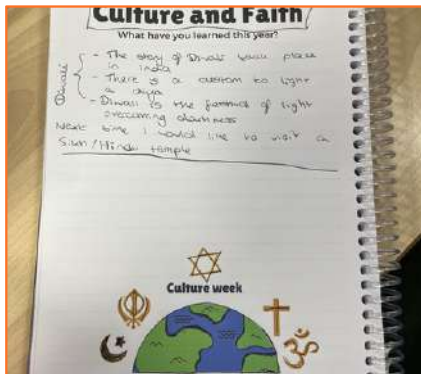 Culture and Faith
What have you learned this year?
Diwali
- The story of Diwali took place
in India
- There is a custom to light
a diya
- Diwali is the festival of light
overcoming darkness
Next time I would like to visit a
Sikh / Hindu temple
Culture week